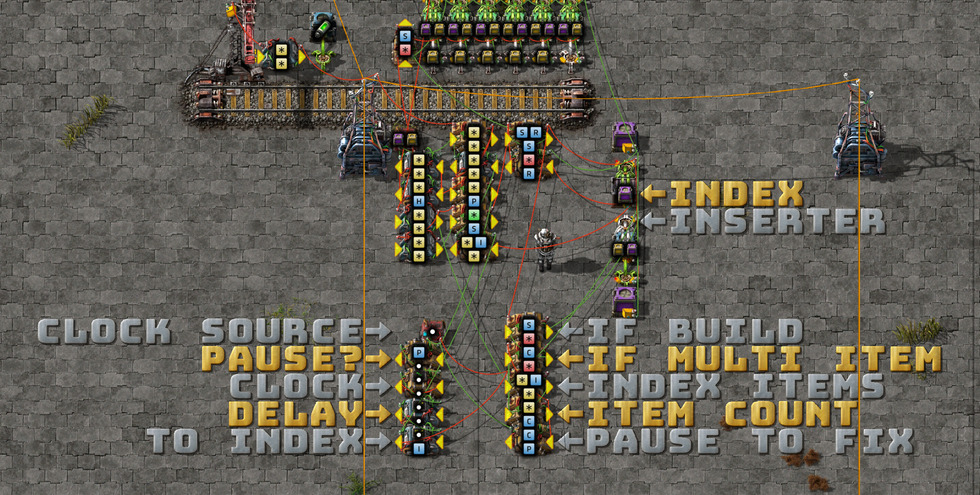 S
S R
S
R
H
P
S
I
←INDEX
←INSERTER
CLOCK SOURCE→
PAUSE?→
CLOCK→
DELAY→
TO INDEX→
P
I
S
C
I
C
C
P
←IF BUILD
←IF MULTI ITEM
←INDEX ITEMS
←ITEM COUNT
←PAUSE TO FIX